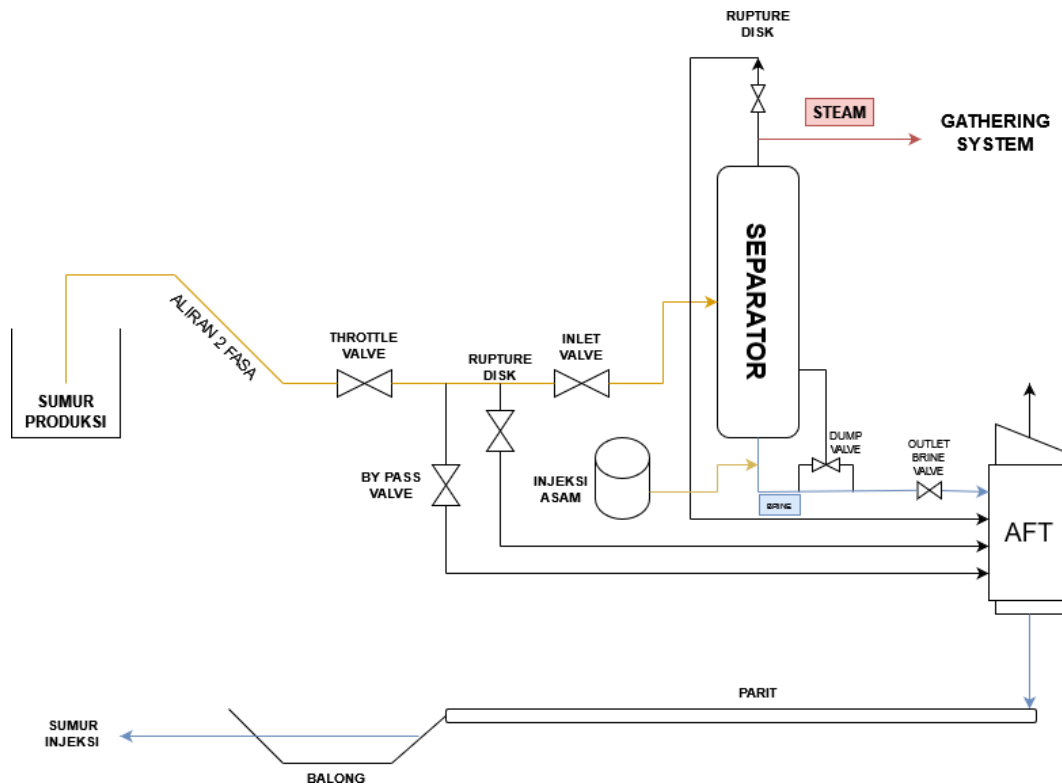 RUPTURE
DISK
STEAM
GATHERING
SYSTEM
SEPARATOR
ALIRAN 2 FASA
THROTTLE
VALVE
RUPTURE
DISK
INLET
VALVE
SUMUR
PRODUKSI
BY PASS
VALVE
INJEKSI
ASAM
DUMP
VALVE
OUTLET
BRINE
VALVE
BRINE
AFT
PARIT
SUMUR
INJEKSI
BALONG